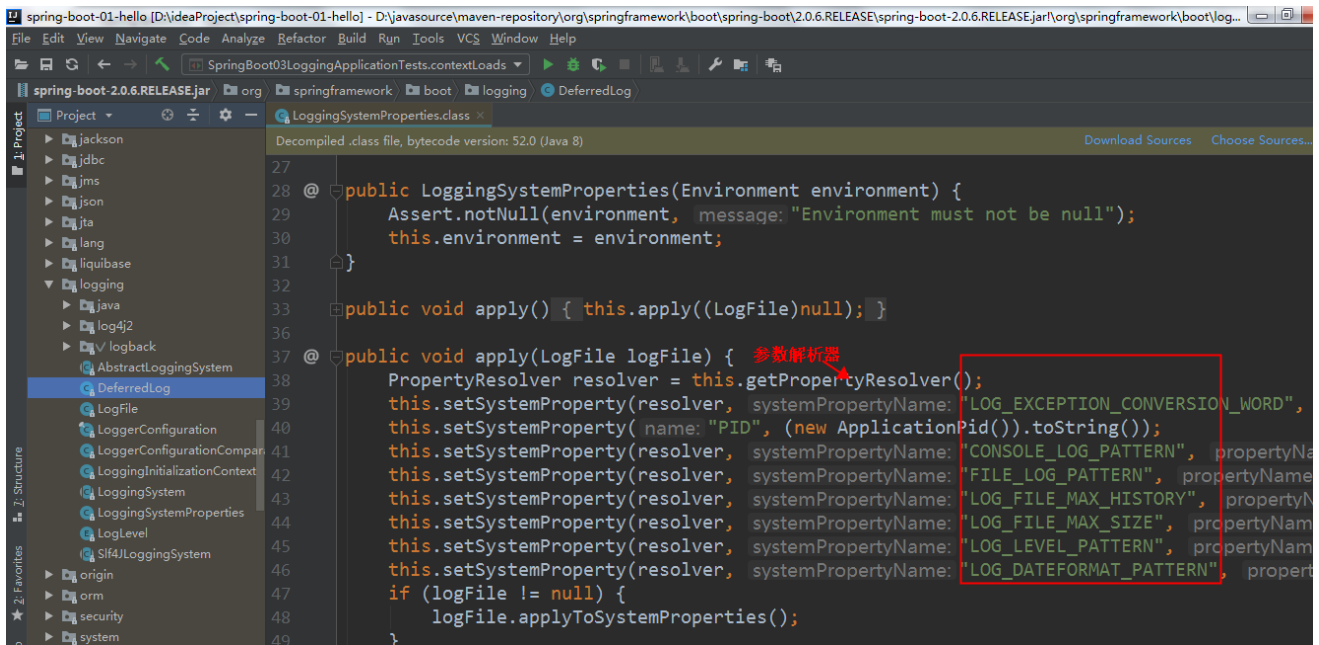 spring-boot-01-hello [D:\ideaProject\spring-boot-01-hello] - D:\javasource\maven-repository\org\springframework\boot\spring-boot\2.0.6.RELEASE\spring-boot-2.0.6.RELEASE.jar!\org\springframework\boot\log...
File Edit View Navigate Code Analyze Refactor Build Run Tools VCS Window Help
SpringBoot03LoggingApplicationTests.contextLoads
spring-boot-2.0.6.RELEASE.jar org springframework boot logging DeferredLog
1: Project
7: Structure
2: Favorites
Project
jackson
jdbc
jms
json
jta
lang
liquibase
logging
java
log4j2
logback
AbstractLoggingSystem
DeferredLog
LogFile
LoggerConfiguration
LoggerConfigurationCompar
LoggingInitializationContext
LoggingSystem
LoggingSystemProperties
LogLevel
Slf4JLoggingSystem
origin
orm
security
system
LoggingSystemProperties.class
Decompiled .class file, bytecode version: 52.0 (Java 8) Download Sources Choose Sources...
27
28 @ public LoggingSystemProperties(Environment environment) {
29 Assert.notNull(environment, message: "Environment must not be null");
30 this.environment = environment;
31 }
32
33 public void apply() { this.apply((LogFile)null); }
36
37 @ public void apply(LogFile logFile) { 参数解析器
38 PropertyResolver resolver = this.getPropertyResolver();
39 this.setSystemProperty(resolver, systemPropertyName: "LOG_EXCEPTION_CONVERSION_WORD",
40 this.setSystemProperty( name: "PID", (new ApplicationPid()).toString());
41 this.setSystemProperty(resolver, systemPropertyName: "CONSOLE_LOG_PATTERN", propertyNa
42 this.setSystemProperty(resolver, systemPropertyName: "FILE_LOG_PATTERN", propertyName
43 this.setSystemProperty(resolver, systemPropertyName: "LOG_FILE_MAX_HISTORY", propertyN
44 this.setSystemProperty(resolver, systemPropertyName: "LOG_FILE_MAX_SIZE", propertyNam
45 this.setSystemProperty(resolver, systemPropertyName: "LOG_LEVEL_PATTERN", propertyNam
46 this.setSystemProperty(resolver, systemPropertyName: "LOG_DATEFORMAT_PATTERN", propert
47 if (logFile != null) {
48 logFile.applyToSystemProperties();
49 }